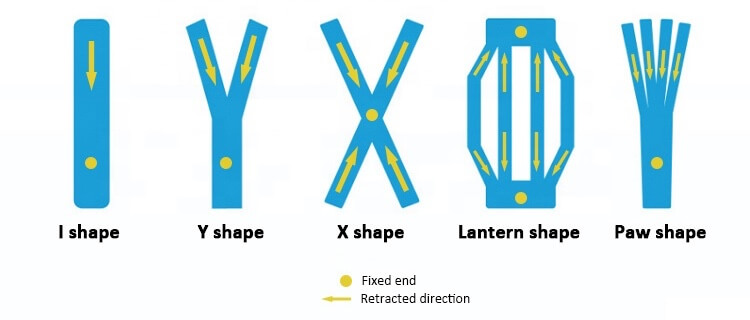 I shape
Y shape
X shape
Lantern shape
Paw shape
Fixed end
Retracted direction